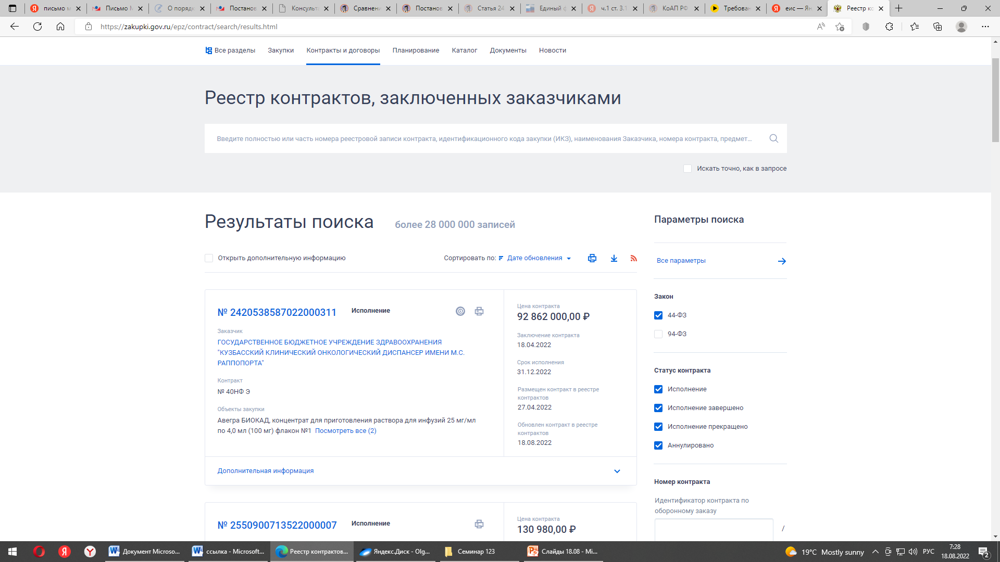 письмо м
Письмо М
О порядк
Постанов
Консульта
Сравнени
Постанов
Статья 24
Единый ф
ч.1 ст. 3.1
КоАП РФ
Требован
еис — Ян
Реестр ко
https://zakupki.gov.ru/epz/contract/search/results.html
Все разделы
Закупки
Контракты и договоры
Планирование
Каталог
Документы
Новости
Реестр контрактов, заключенных заказчиками
Введите полностью или часть номера реестровой записи контракта, идентификационного кода закупки (ИКЗ), наименования Заказчика, номера контракта, предмет...
Искать точно, как в запросе
Результаты поиска
более 28 000 000 записей
Открыть дополнительную информацию
Сортировать по:
Дате обновления
№ 2420538587022000311
Исполнение
Заказчик
ГОСУДАРСТВЕННОЕ БЮДЖЕТНОЕ УЧРЕЖДЕНИЕ ЗДРАВООХРАНЕНИЯ
"КУЗБАССКИЙ КЛИНИЧЕСКИЙ ОНКОЛОГИЧЕСКИЙ ДИСПАНСЕР ИМЕНИ М.С.
РАППОПОРТА"
Контракт
№ 40НФ Э
Объекты закупки
Авегра БИОКАД, концентрат для приготовления раствора для инфузий 25 мг/мл
по 4,0 мл (100 мг) флакон №1 Посмотреть все (2)
Цена контракта
92 862 000,00 ₽
Заключение контракта
18.04.2022
Срок исполнения
31.12.2022
Размещен контракт в реестре
контрактов
27.04.2022
Обновлен контракт в реестре
контрактов
18.08.2022
Дополнительная информация
№ 2550900713522000007
Исполнение
Цена контракта
130 980,00 ₽
Параметры поиска
Все параметры
Закон
44-ФЗ
94-ФЗ
Статус контракта
Исполнение
Исполнение завершено
Исполнение прекращено
Аннулировано
Номер контракта
Идентификатор контракта по
оборонному заказу
/
Документ Microso...
ссылка - Microsoft...
Реестр контрактов...
Яндекс.Диск - Olg...
Семинар 123
Слайды 18.08 - Mi...
19°C Mostly sunny
РУС
7:28
18.08.2022
2